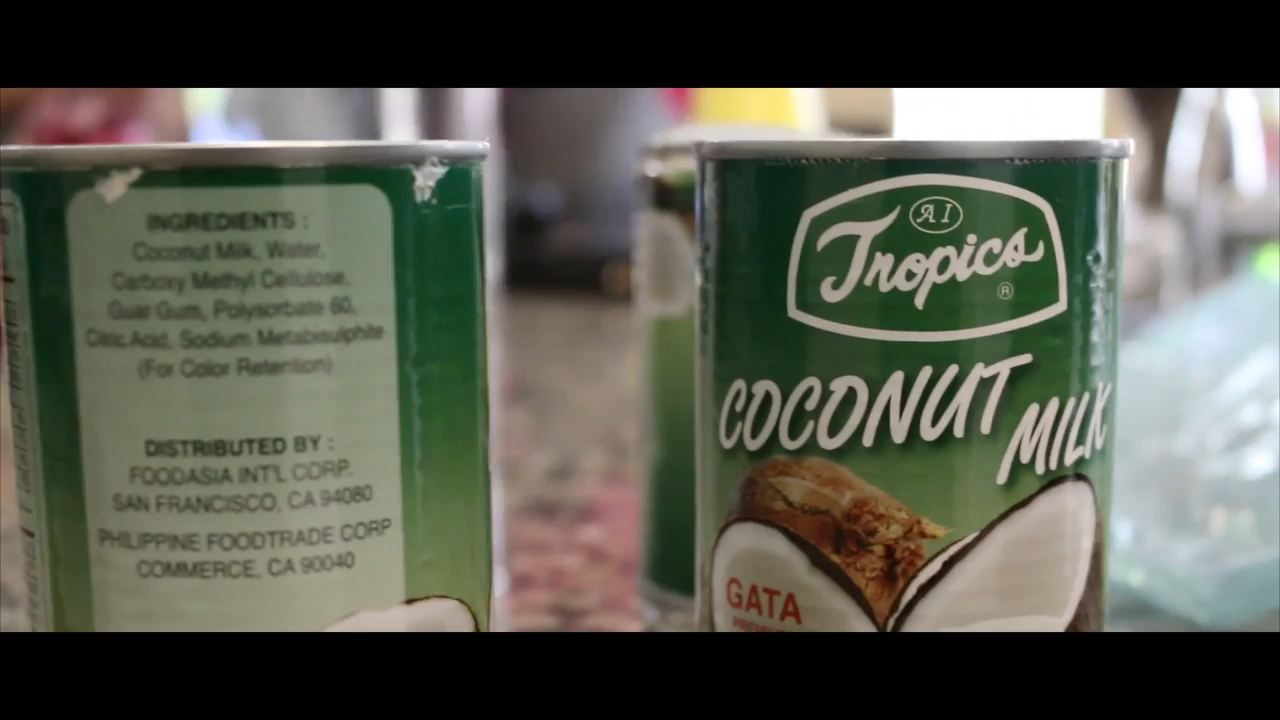 INGREDIENTS :
Coconut Milk, Water,
Carboxy Methyl Cellulose,
Guar Gum, Polysorbate 60,
Citric Acid, Sodium Metabisulphite
(For Color Retention)
DISTRIBUTED BY :
FOODASIA INT'L CORP.
SAN FRANCISCO, CA 94080
PHILIPPINE FOODTRADE CORP
COMMERCE, CA 90040
AI
Tropics
®
COCONUT
MILK
GATA